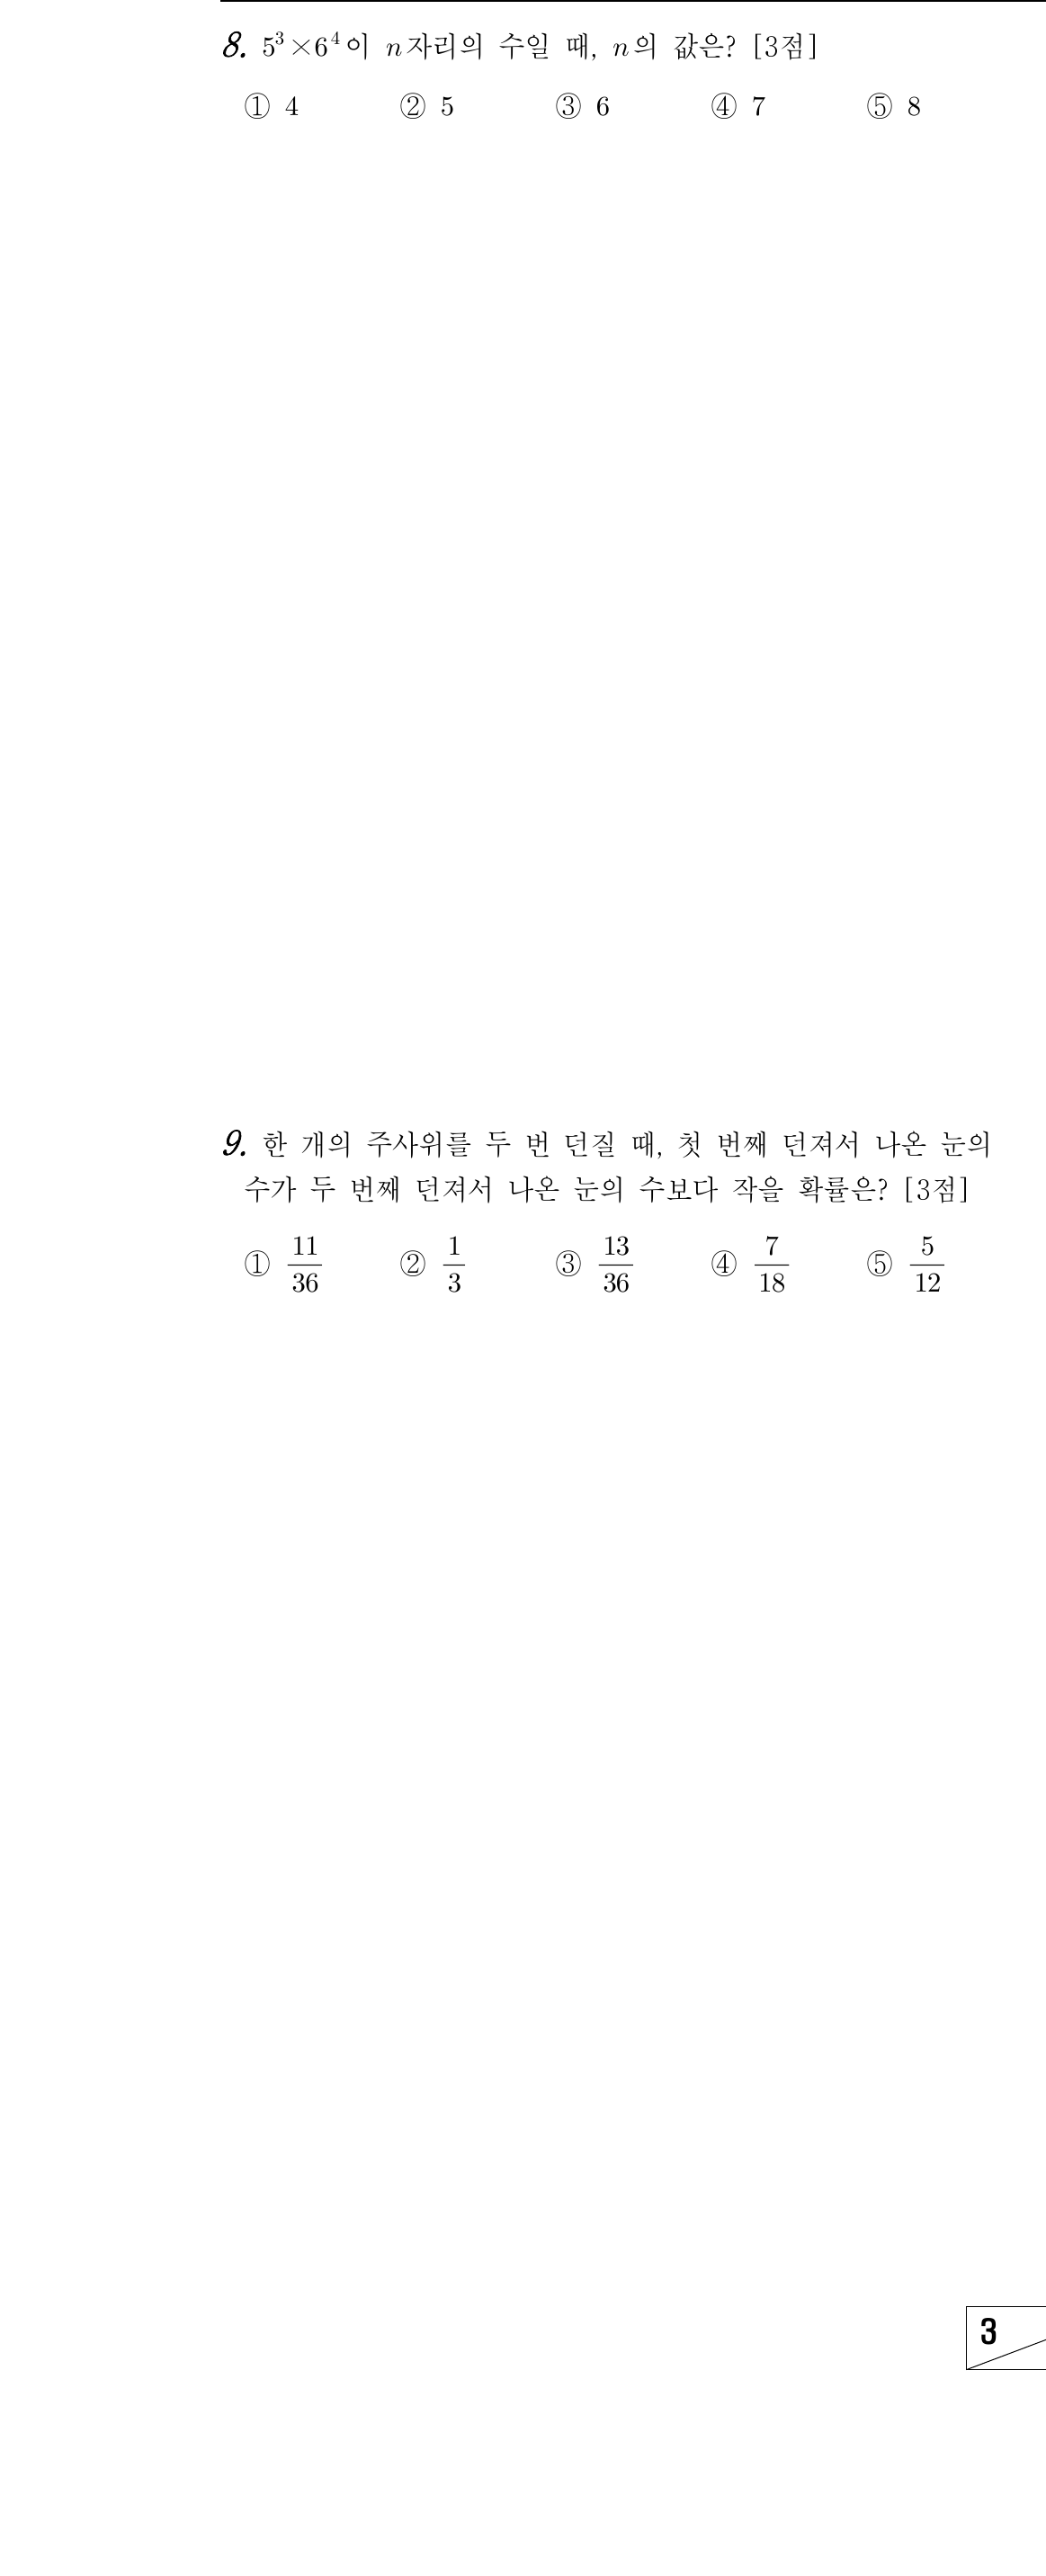 8. 5³×6⁴이 n자리의 수일 때, n의 값은? [3점]
① 4 ② 5 ③ 6 ④ 7 ⑤ 8
9. 한 개의 주사위를 두 번 던질 때, 첫 번째 던져서 나온 눈의
수가 두 번째 던져서 나온 눈의 수보다 작을 확률은? [3점]
① 11/36 ② 1/3 ③ 13/36 ④ 7/18 ⑤ 5/12
3